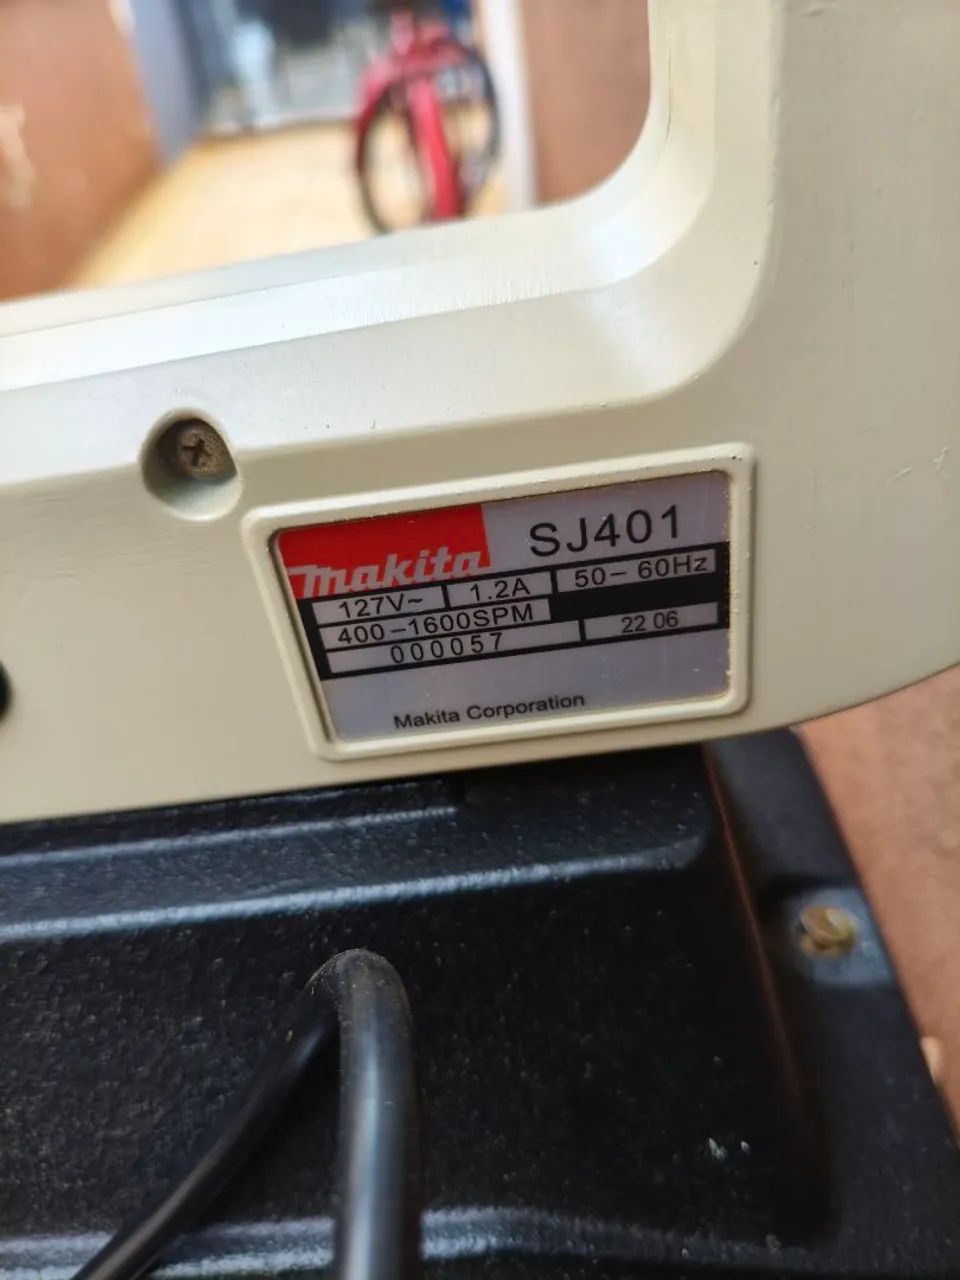 makita SJ401
127V~ 1.2A 50-60Hz
400-1600SPM
000057 22 06
Makita Corporation